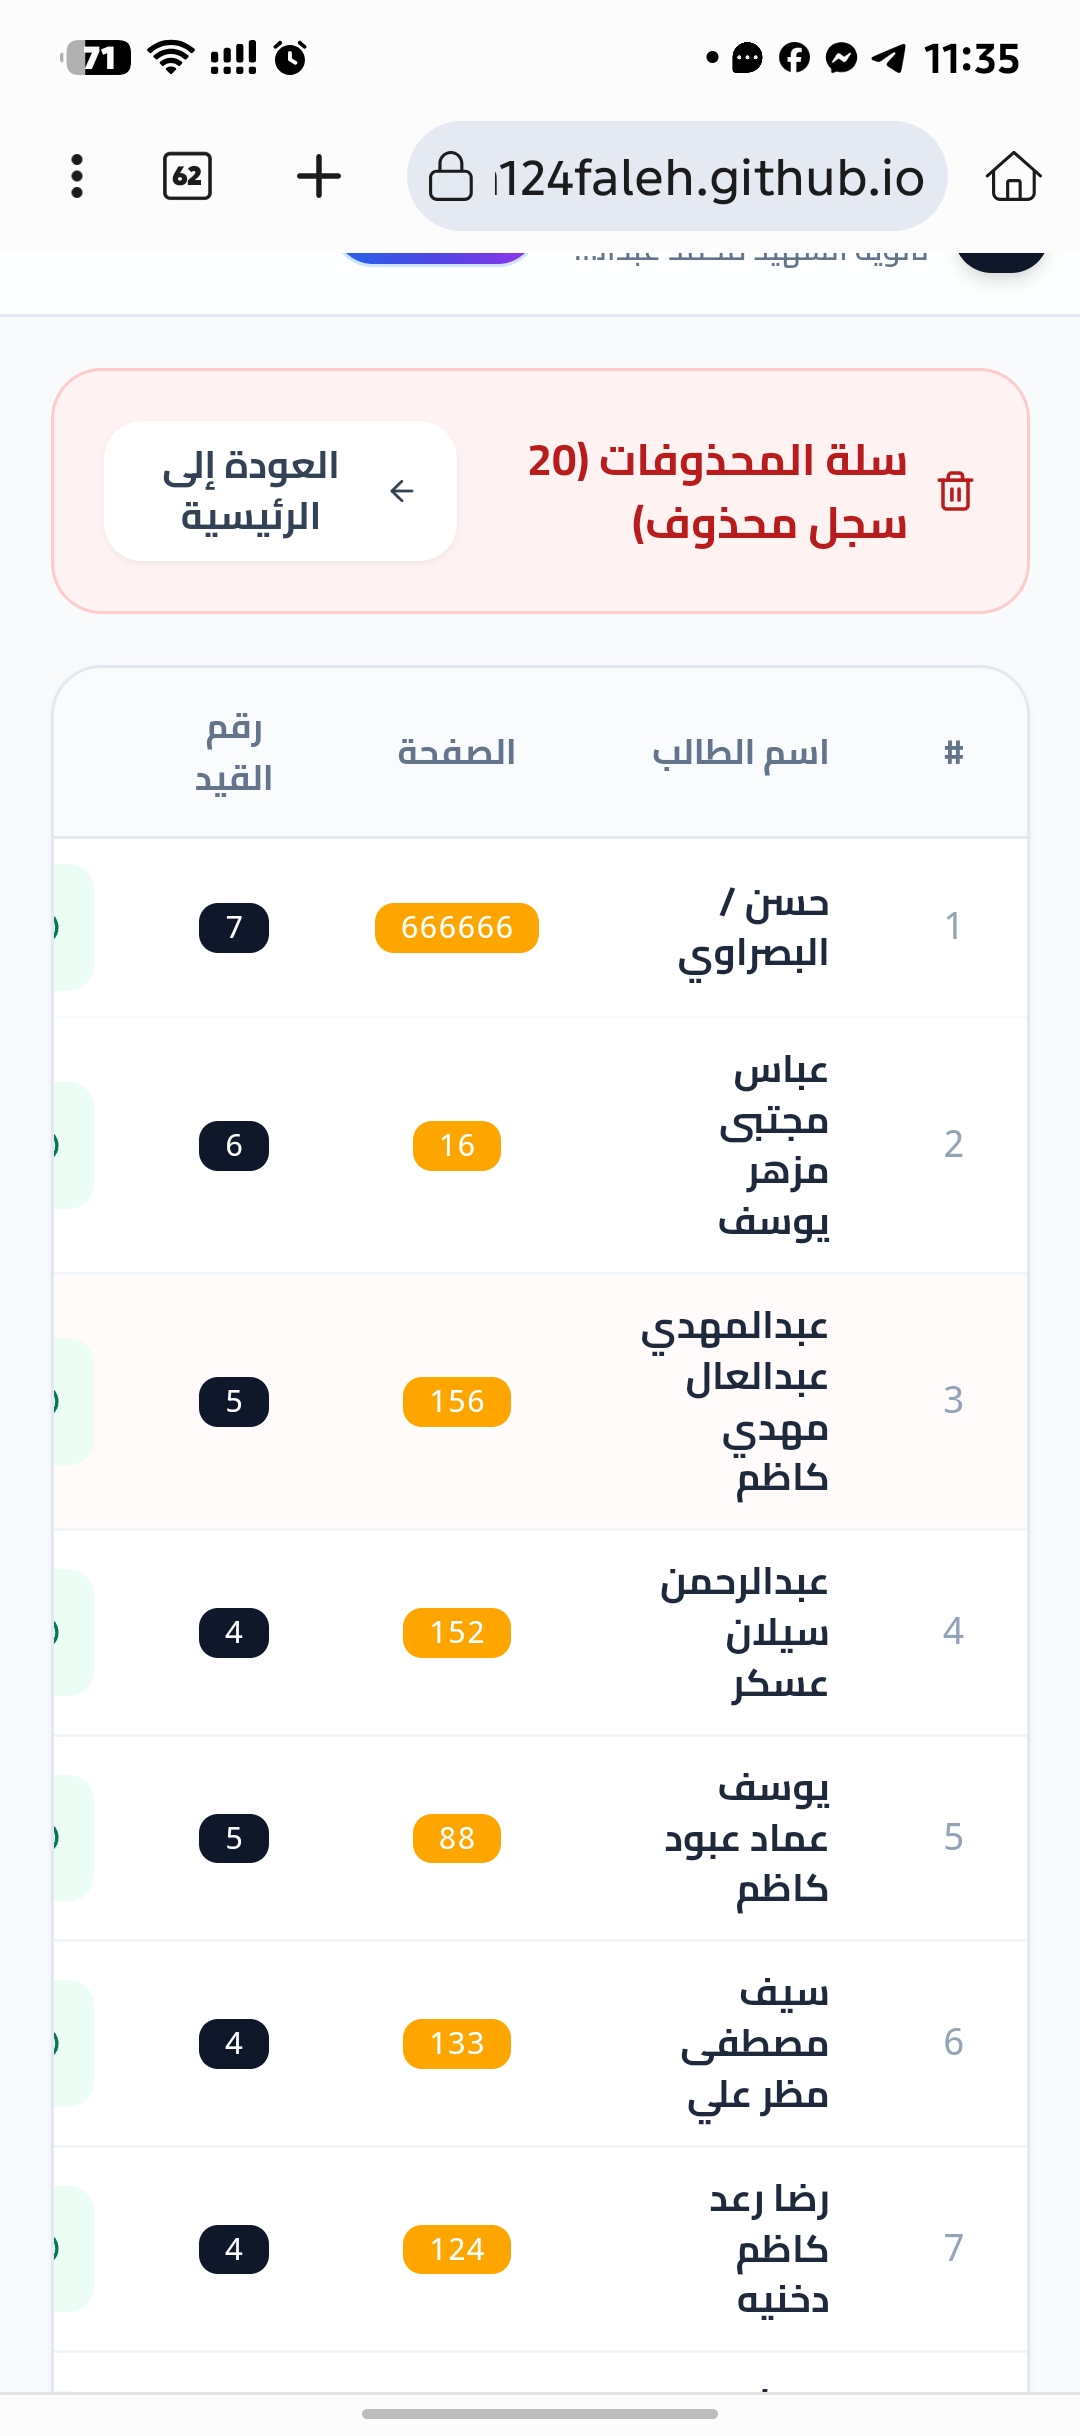 11:35
71
62
124faleh.github.io
سلة المحذوفات (20
سجل محذوف)
العودة إلى
الرئيسية
# اسم الطالب الصفحة رقم
القيد
1 حسن / 666666 7
البصراوي
2 عباس 16 6
مجتبى
مزهر
يوسف
3 عبدالمهدي 156 5
عبدالعال
مهدي
كاظم
4 عبدالرحمن 152 4
سيلان
عسكر
5 يوسف 88 5
عماد عبود
كاظم
6 سيف 133 4
مصطفى
مظر علي
7 رضا رعد 124 4
كاظم
دخنيه